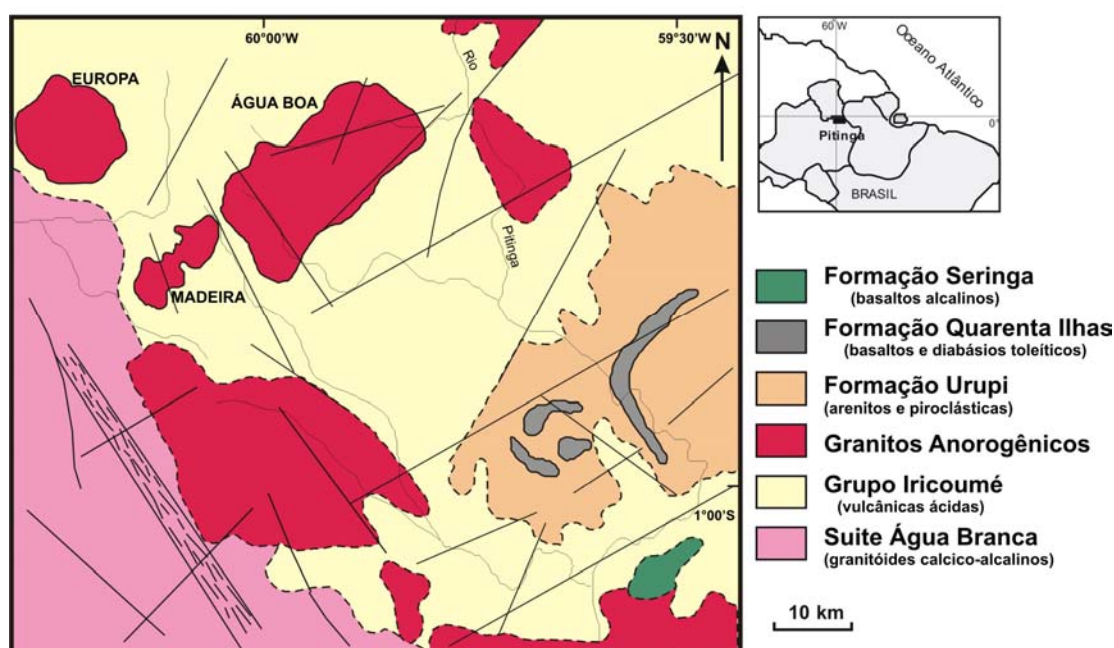 60°00'W
59°30'W
N
EUROPA
ÁGUA BOA
Rio
Pitinga
MADEIRA
1°00'S
60°W
Oceano Atlântico
0°
Pitinga
BRASIL
Formação Seringa
(basaltos alcalinos)
Formação Quarenta Ilhas
(basaltos e diabásios toleíticos)
Formação Urupi
(arenitos e piroclásticas)
Granitos Anorogênicos
Grupo Iricoumé
(vulcânicas ácidas)
Suite Água Branca
(granitóides calcico-alcalinos)
10 km